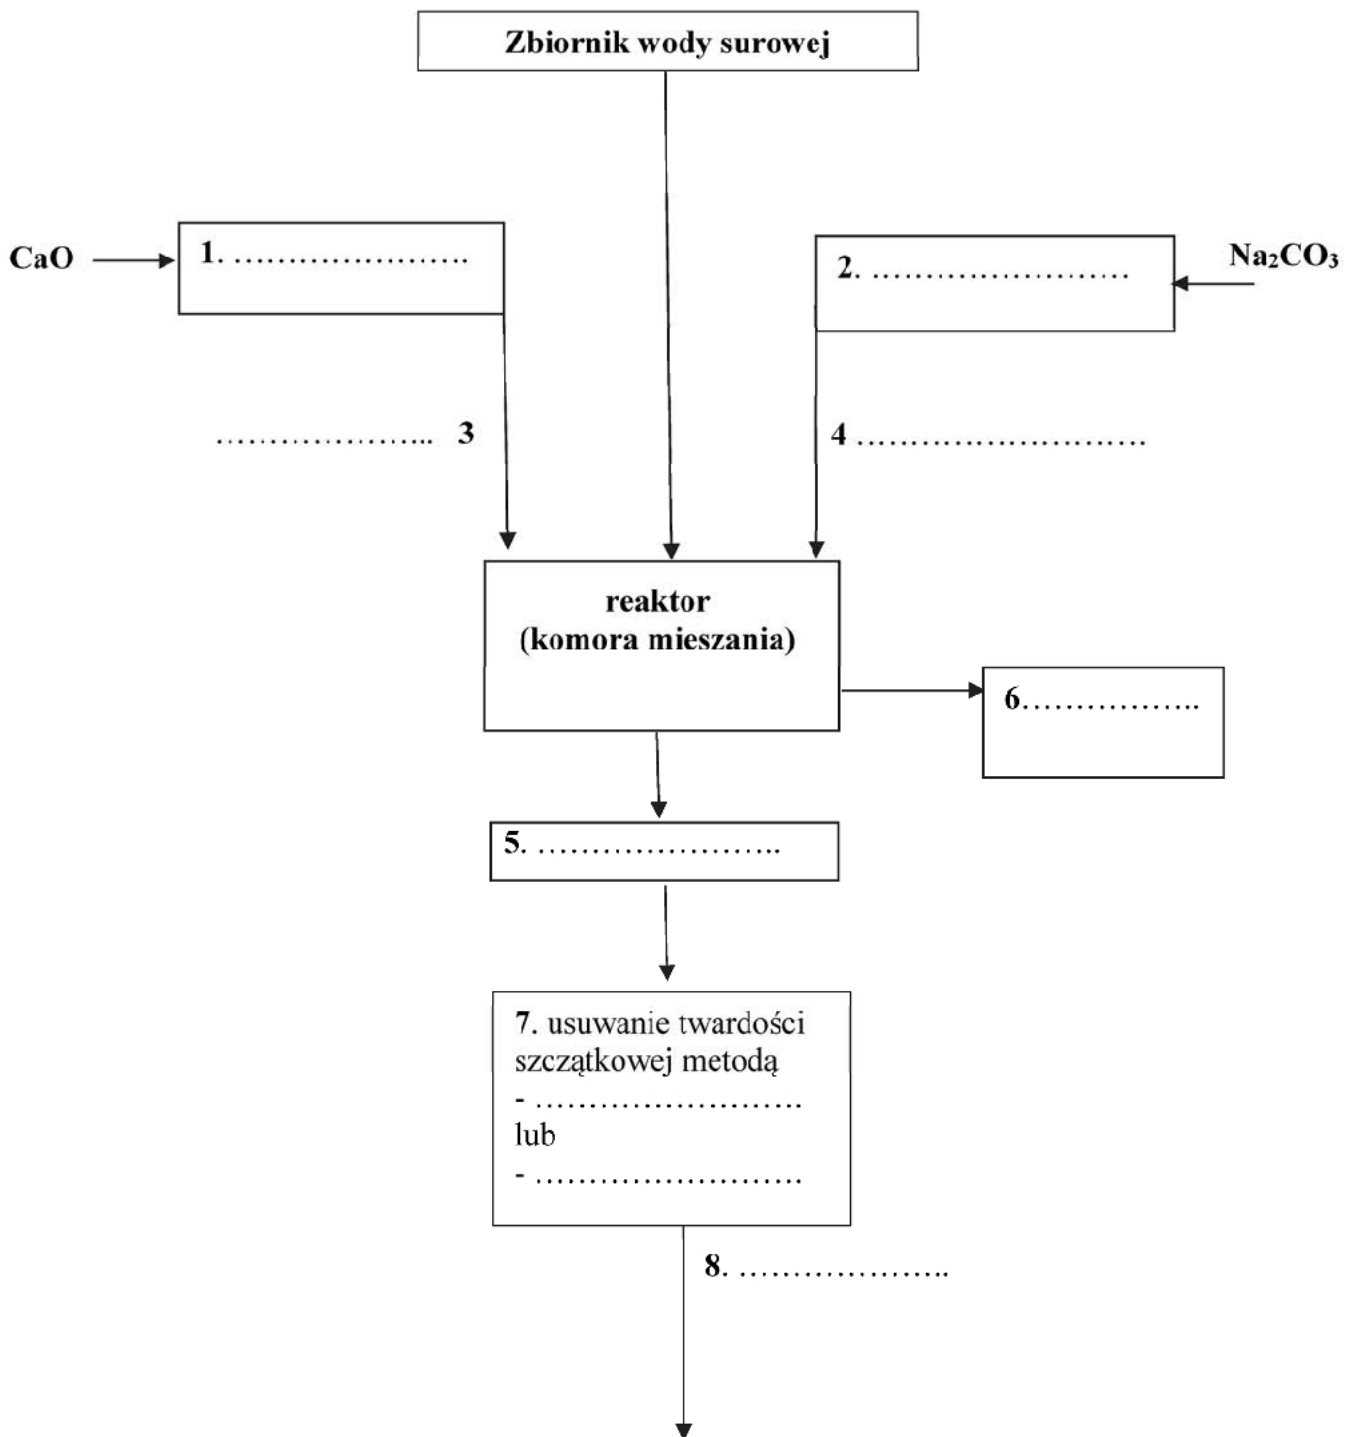 Zbiornik wody surowej
CaO
1. ………………….
2. ……………………
Na₂CO₃
……………….. 3
4 ……………………
reaktor
(komora mieszania)
6……………..
5. …………………..
7. usuwanie twardości
szczątkowej metodą
- ……………………
lub
- ……………………
8. ………………..